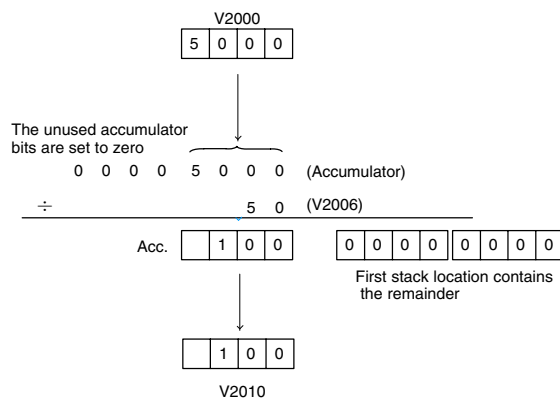 V2000
5 0 0 0
The unused accumulator
bits are set to zero
0 0 0 0 5 0 0 0 (Accumulator)
÷ 5 0 (V2006)
Acc. 1 0 0 0 0 0 0 0 0 0 0
First stack location contains
the remainder
1 0 0
V2010